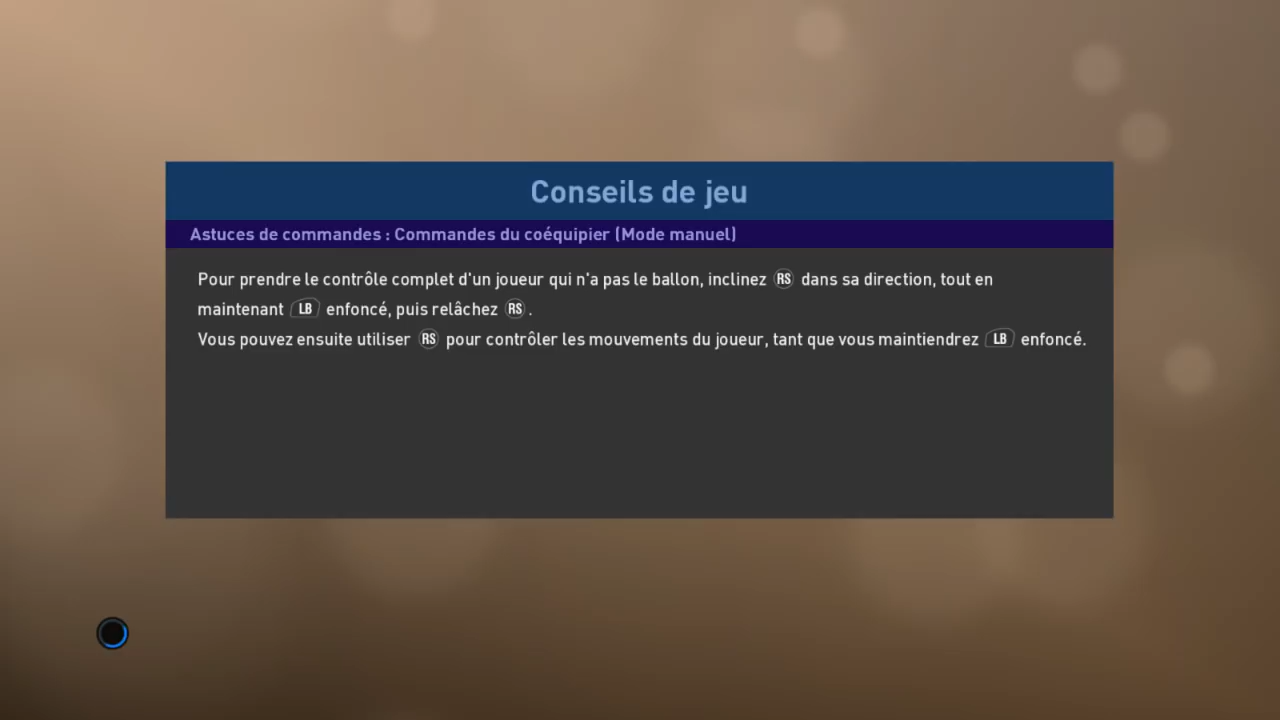 Conseils de jeu
Astuces de commandes : Commandes du coéquipier (Mode manuel)
Pour prendre le contrôle complet d'un joueur qui n'a pas le ballon, inclinez RS dans sa direction, tout en
maintenant LB enfoncé, puis relâchez RS .
Vous pouvez ensuite utiliser RS pour contrôler les mouvements du joueur, tant que vous maintiendrez LB enfoncé.